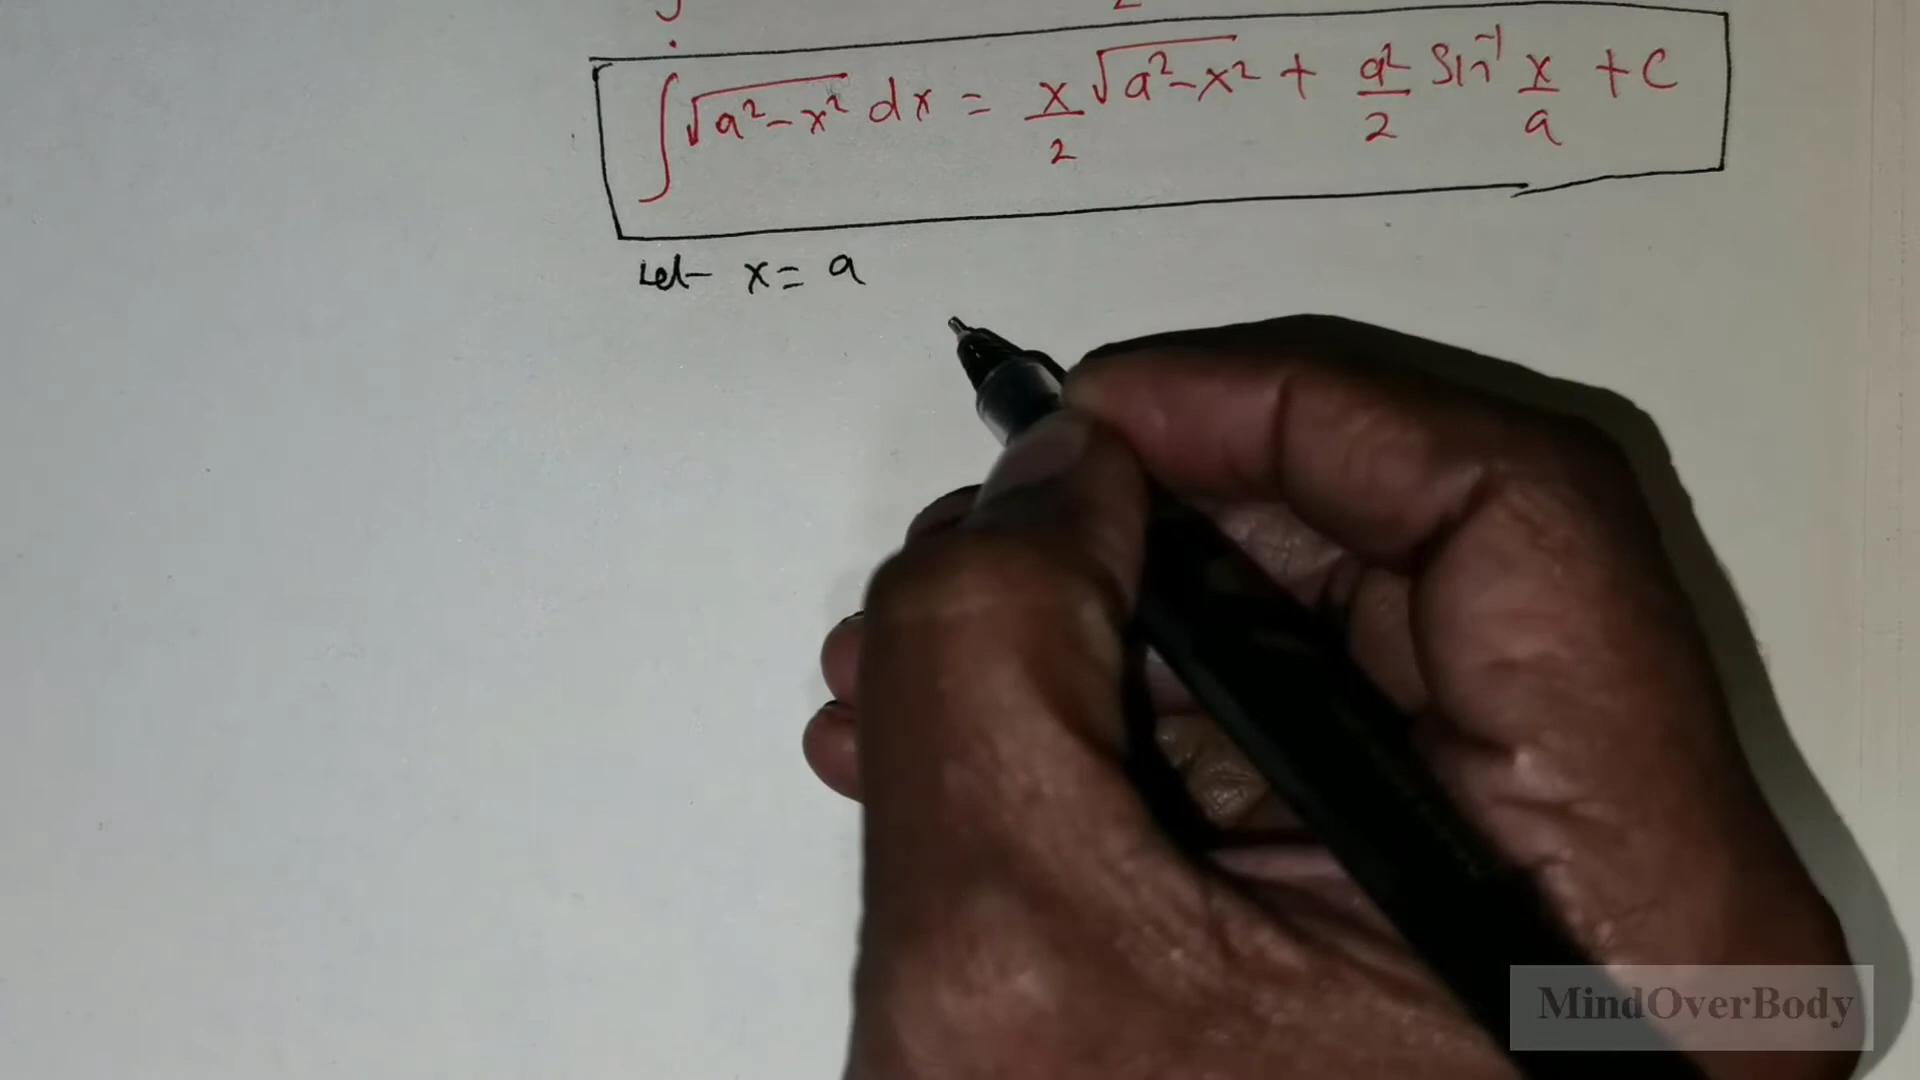 ∫√a²-x² dx = x/2 √a²-x² + a²/2 Sin⁻¹ x/a + C
Let x = a
MindOverBody